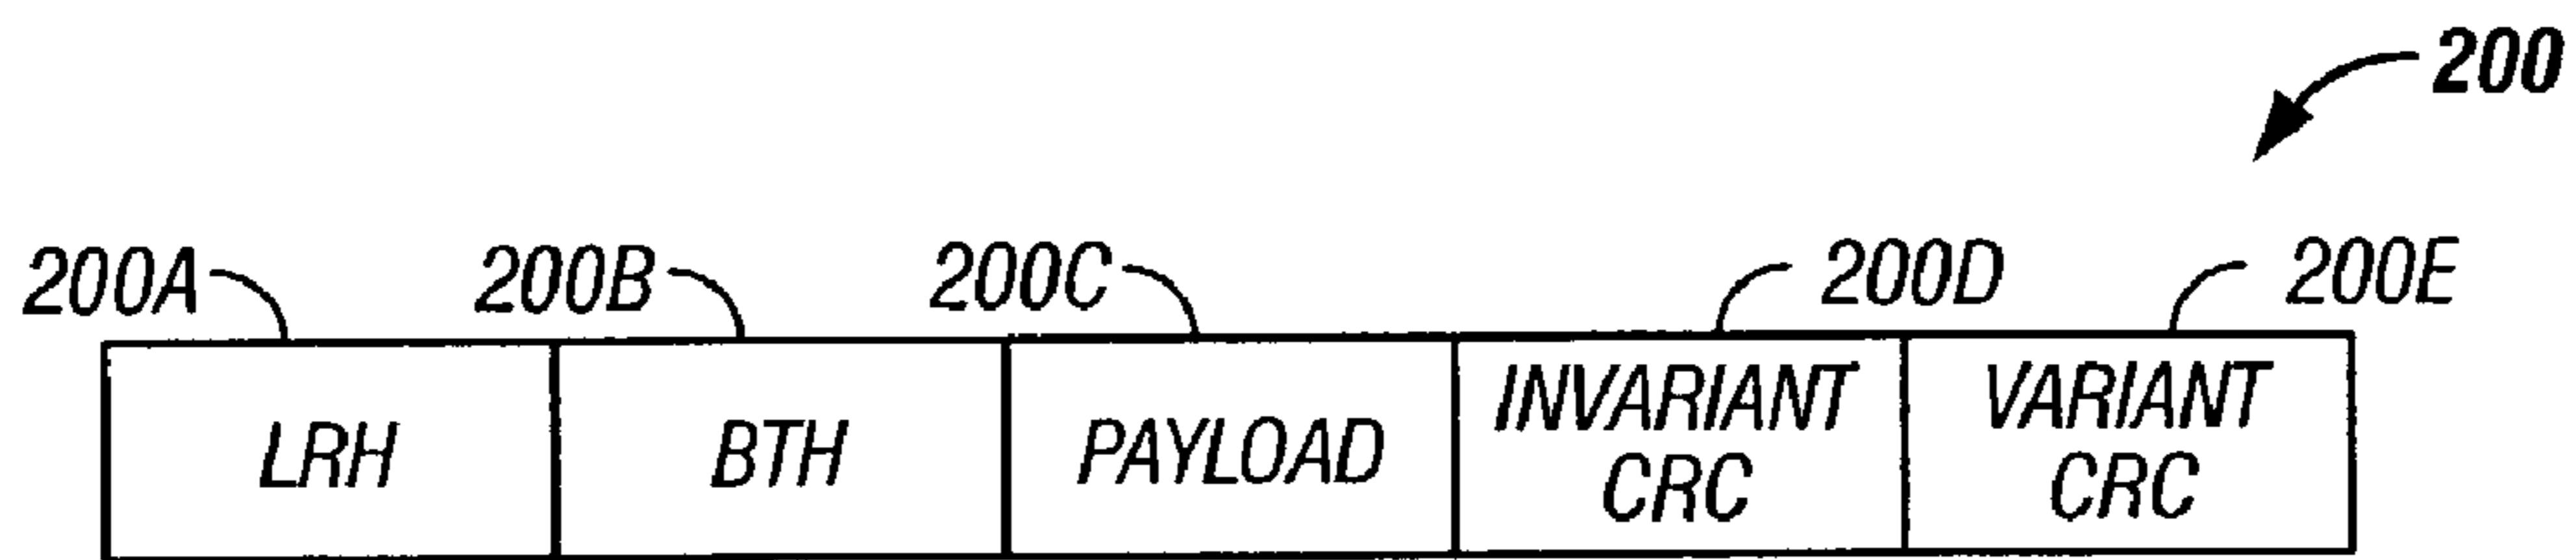 200
200A 200B 200C 200D 200E
LRH BTH PAYLOAD INVARIANT CRC VARIANT CRC